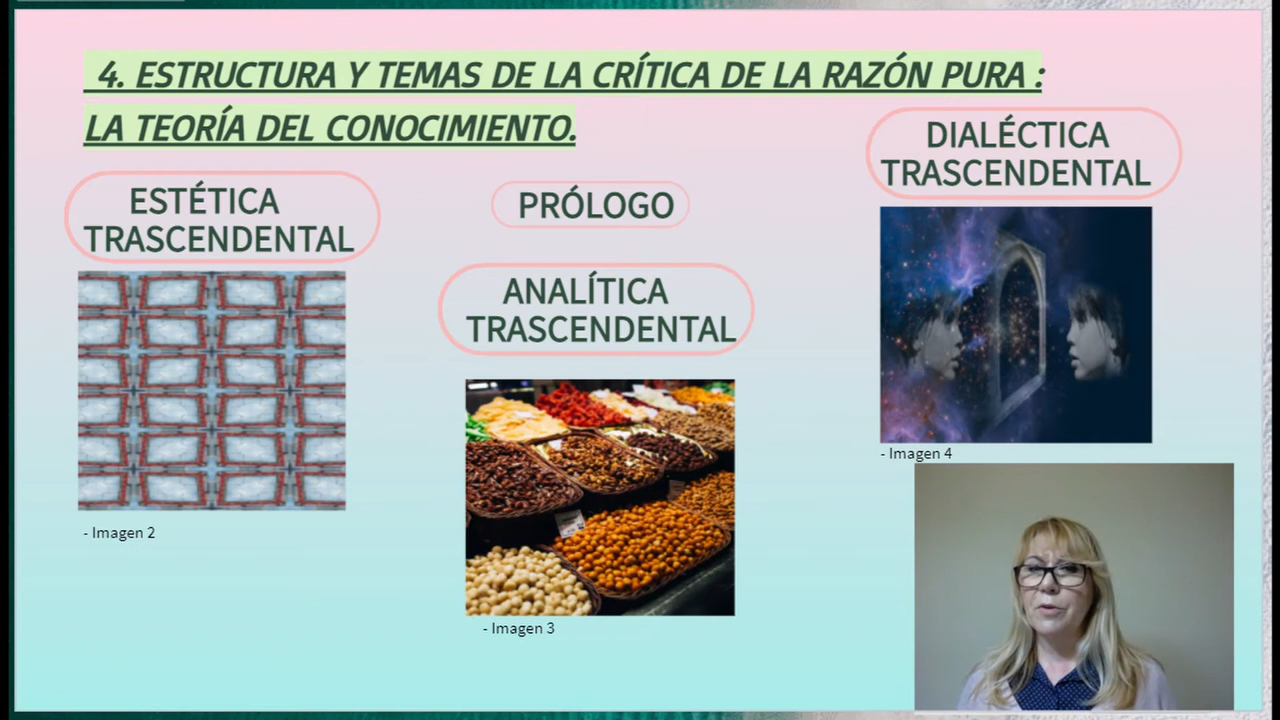 4. ESTRUCTURA Y TEMAS DE LA CRÍTICA DE LA RAZÓN PURA :
LA TEORÍA DEL CONOCIMIENTO.
ESTÉTICA
TRASCENDENTAL
- Imagen 2
PRÓLOGO
ANALÍTICA
TRASCENDENTAL
- Imagen 3
DIALÉCTICA
TRASCENDENTAL
- Imagen 4